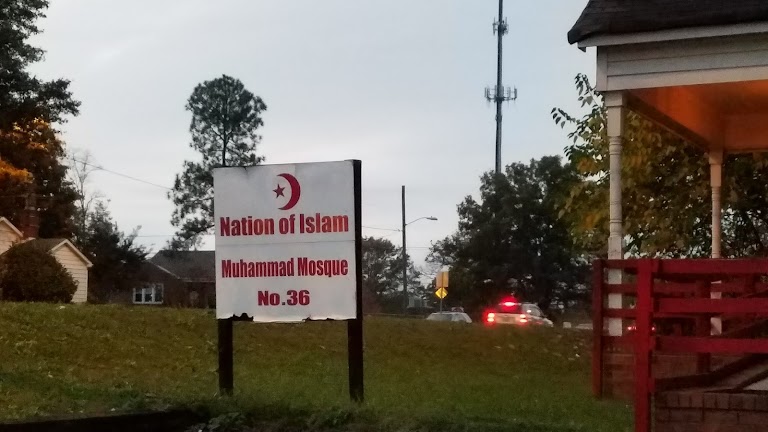 Nation of Islam
Muhammad Mosque
No.36